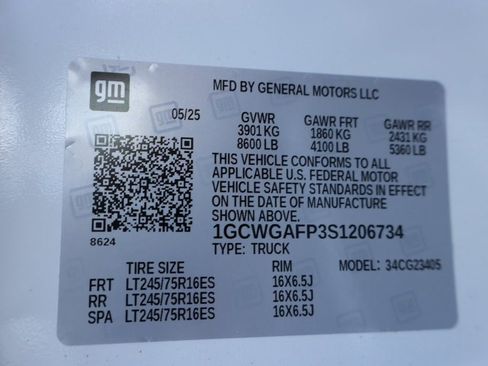 gm
MFD BY GENERAL MOTORS LLC
05/25 GVWR GAWR FRT GAWR RR
3901 KG 1860 KG 2431 KG
8600 LB 4100 LB 5360 LB
THIS VEHICLE CONFORMS TO ALL
APPLICABLE U.S. FEDERAL MOTOR
VEHICLE SAFETY STANDARDS IN EFFECT
ON THE DATE OF MANUFACTURE
SHOWN ABOVE.
8624 1GCWGAFP3S1206734
TYPE: TRUCK
TIRE SIZE RIM MODEL: 34CG23405
FRT LT245/75R16ES 16X6.5J
RR LT245/75R16ES 16X6.5J
SPA LT245/75R16ES 16X6.5J